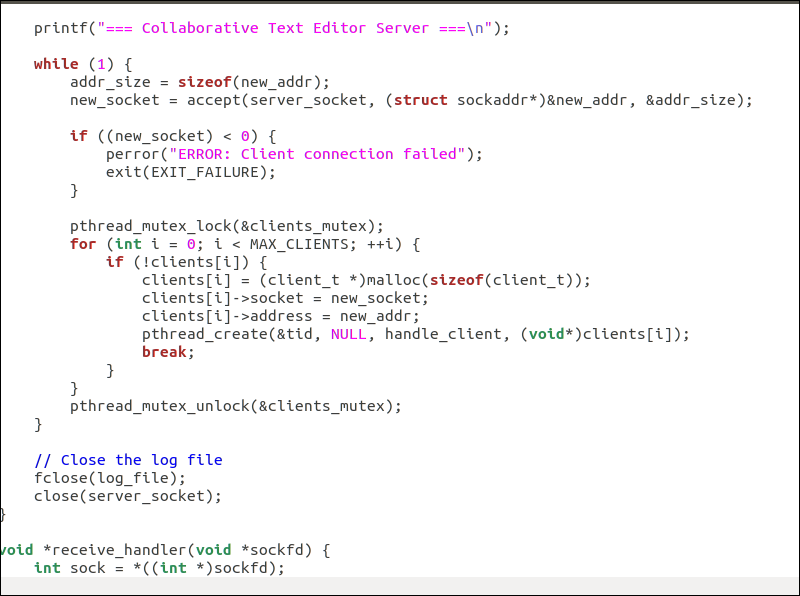 printf("=== Collaborative Text Editor Server ===\n");

    while (1) {
        addr_size = sizeof(new_addr);
        new_socket = accept(server_socket, (struct sockaddr*)&new_addr, &addr_size);

        if ((new_socket) < 0) {
            perror("ERROR: Client connection failed");
            exit(EXIT_FAILURE);
        }

        pthread_mutex_lock(&clients_mutex);
        for (int i = 0; i < MAX_CLIENTS; ++i) {
            if (!clients[i]) {
                clients[i] = (client_t *)malloc(sizeof(client_t));
                clients[i]->socket = new_socket;
                clients[i]->address = new_addr;
                pthread_create(&tid, NULL, handle_client, (void*)clients[i]);
                break;
            }
        }
        pthread_mutex_unlock(&clients_mutex);
    }

    // Close the log file
    fclose(log_file);
    close(server_socket);
}

void *receive_handler(void *sockfd) {
    int sock = *((int *)sockfd);